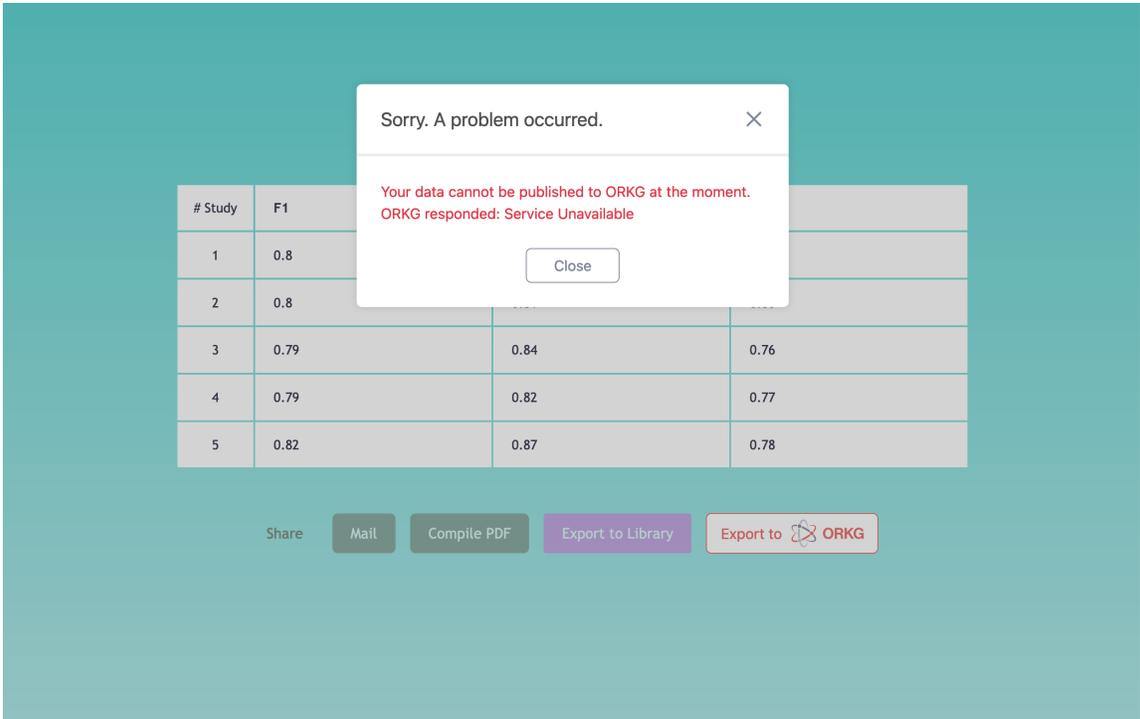 Sorry. A problem occurred.
Your data cannot be published to ORKG at the moment.
ORKG responded: Service Unavailable
Close
# Study F1
1 0.8
2 0.8
3 0.79 0.84 0.76
4 0.79 0.82 0.77
5 0.82 0.87 0.78
Share Mail Compile PDF Export to Library Export to ORKG